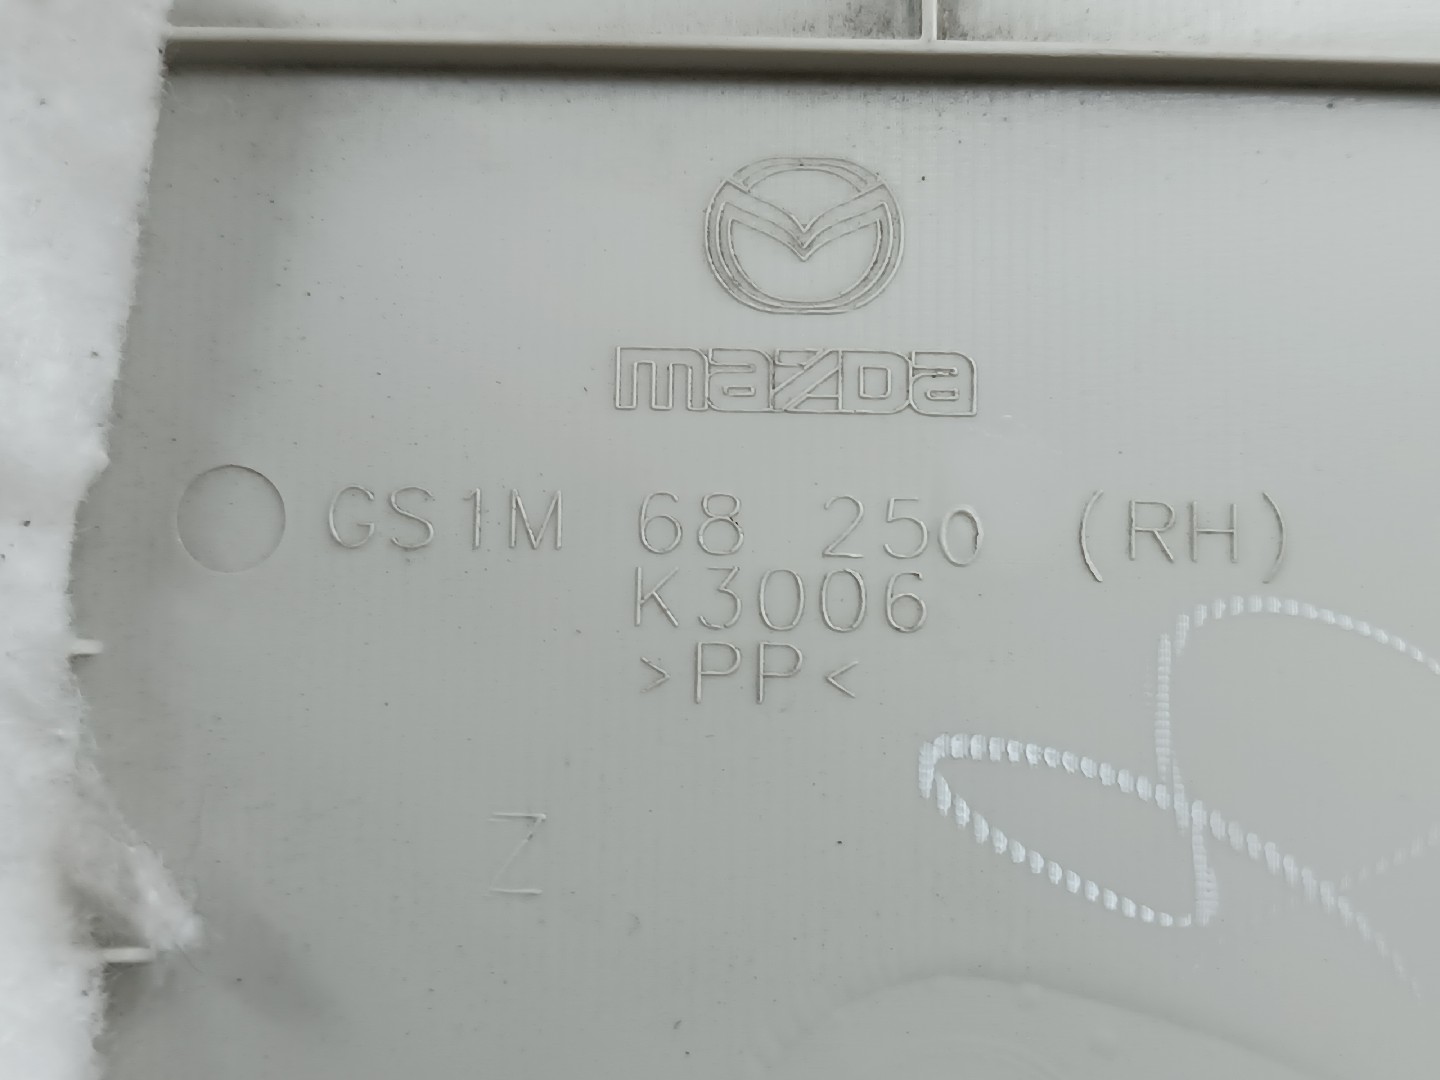 mazda
GS1M 68 250 (RH)
K3006
>PP<
Z